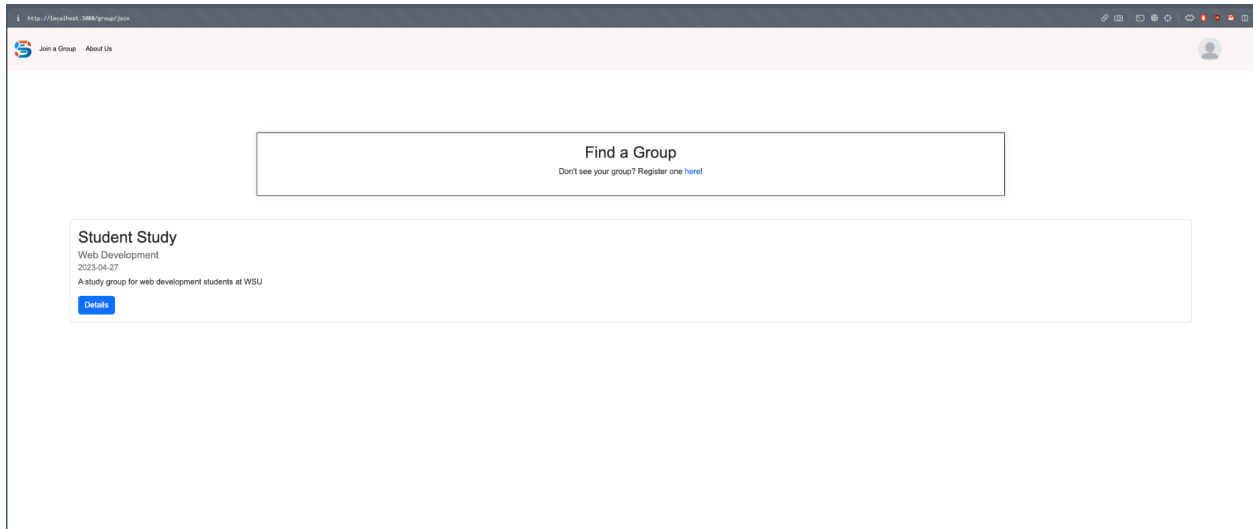 http://localhost:3000/group/join
Join a Group About Us
Find a Group
Don't see your group? Register one here!
Student Study
Web Development
2023-04-27
A study group for web development students at WSU
Details